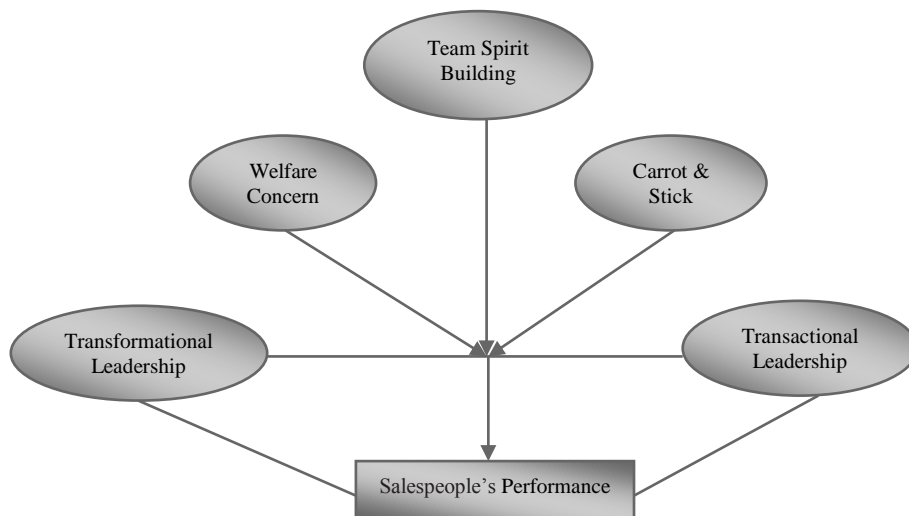 Team Spirit
Building
Welfare
Concern
Carrot &
Stick
Transformational
Leadership
Transactional
Leadership
Salespeople’s Performance